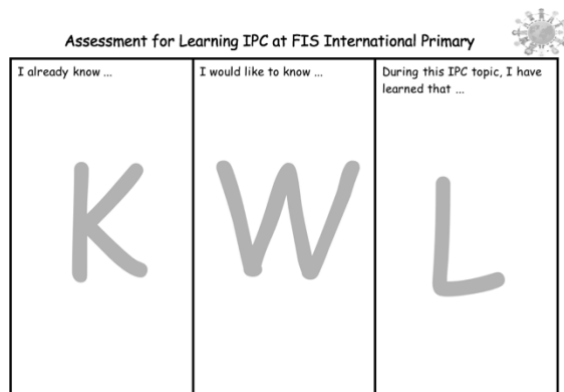 Assessment for Learning IPC at FIS International Primary
I already know ...
I would like to know ...
During this IPC topic, I have
learned that ...
K
W
L